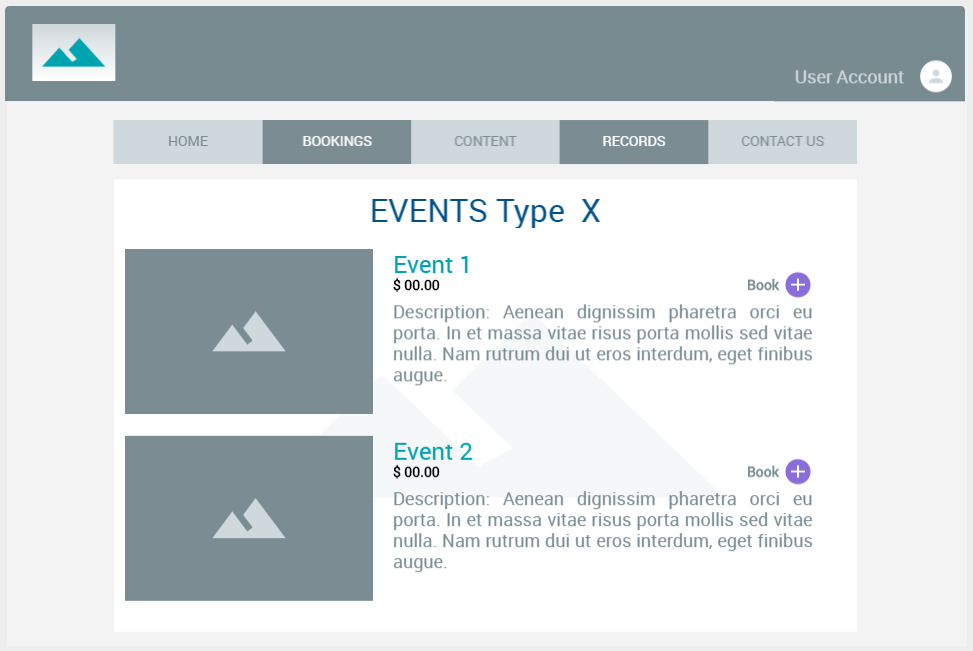 User Account
HOME BOOKINGS CONTENT RECORDS CONTACT US
EVENTS Type X
Event 1
$ 00.00
Book
Description: Aenean dignissim pharetra orci eu
porta. In et massa vitae risus porta mollis sed vitae
nulla. Nam rutrum dui ut eros interdum, eget finibus
augue.
Event 2
$ 00.00
Book
Description: Aenean dignissim pharetra orci eu
porta. In et massa vitae risus porta mollis sed vitae
nulla. Nam rutrum dui ut eros interdum, eget finibus
augue.